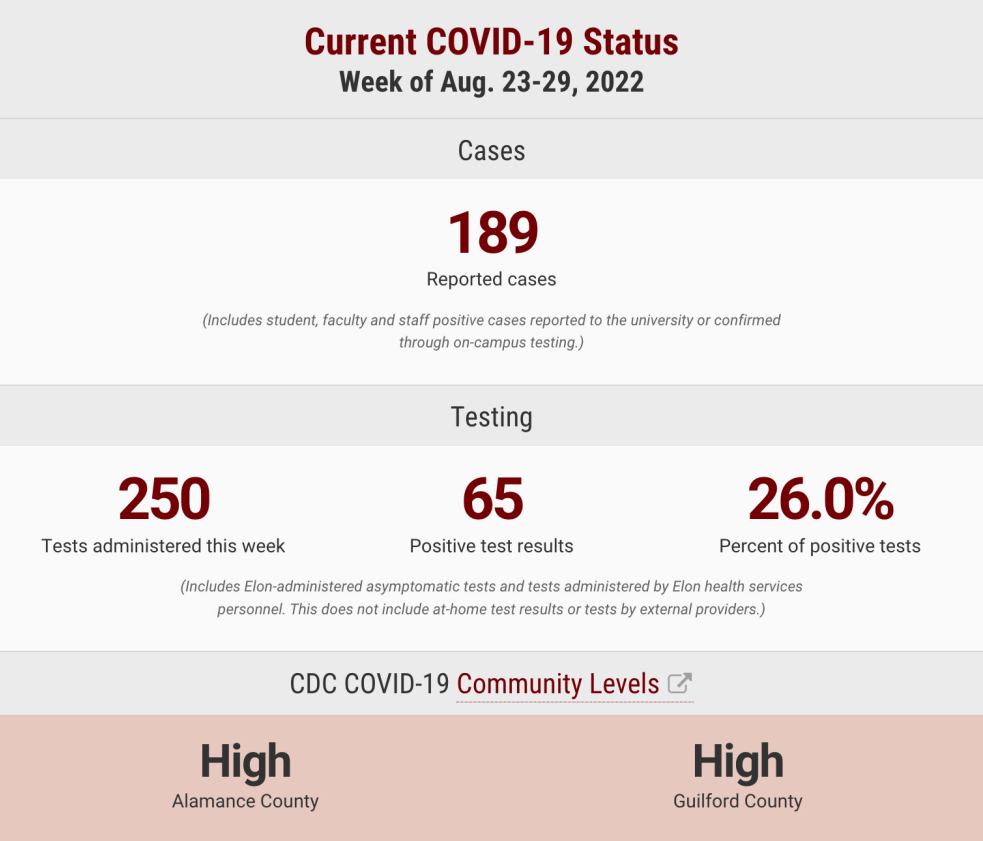 Current COVID-19 Status
Week of Aug. 23-29, 2022
Cases
189
Reported cases
(Includes student, faculty and staff positive cases reported to the university or confirmed
through on-campus testing.)
Testing
250
Tests administered this week
65
Positive test results
26.0%
Percent of positive tests
(Includes Elon-administered asymptomatic tests and tests administered by Elon health services
personnel. This does not include at-home test results or tests by external providers.)
CDC COVID-19 Community Levels
High
Alamance County
High
Guilford County